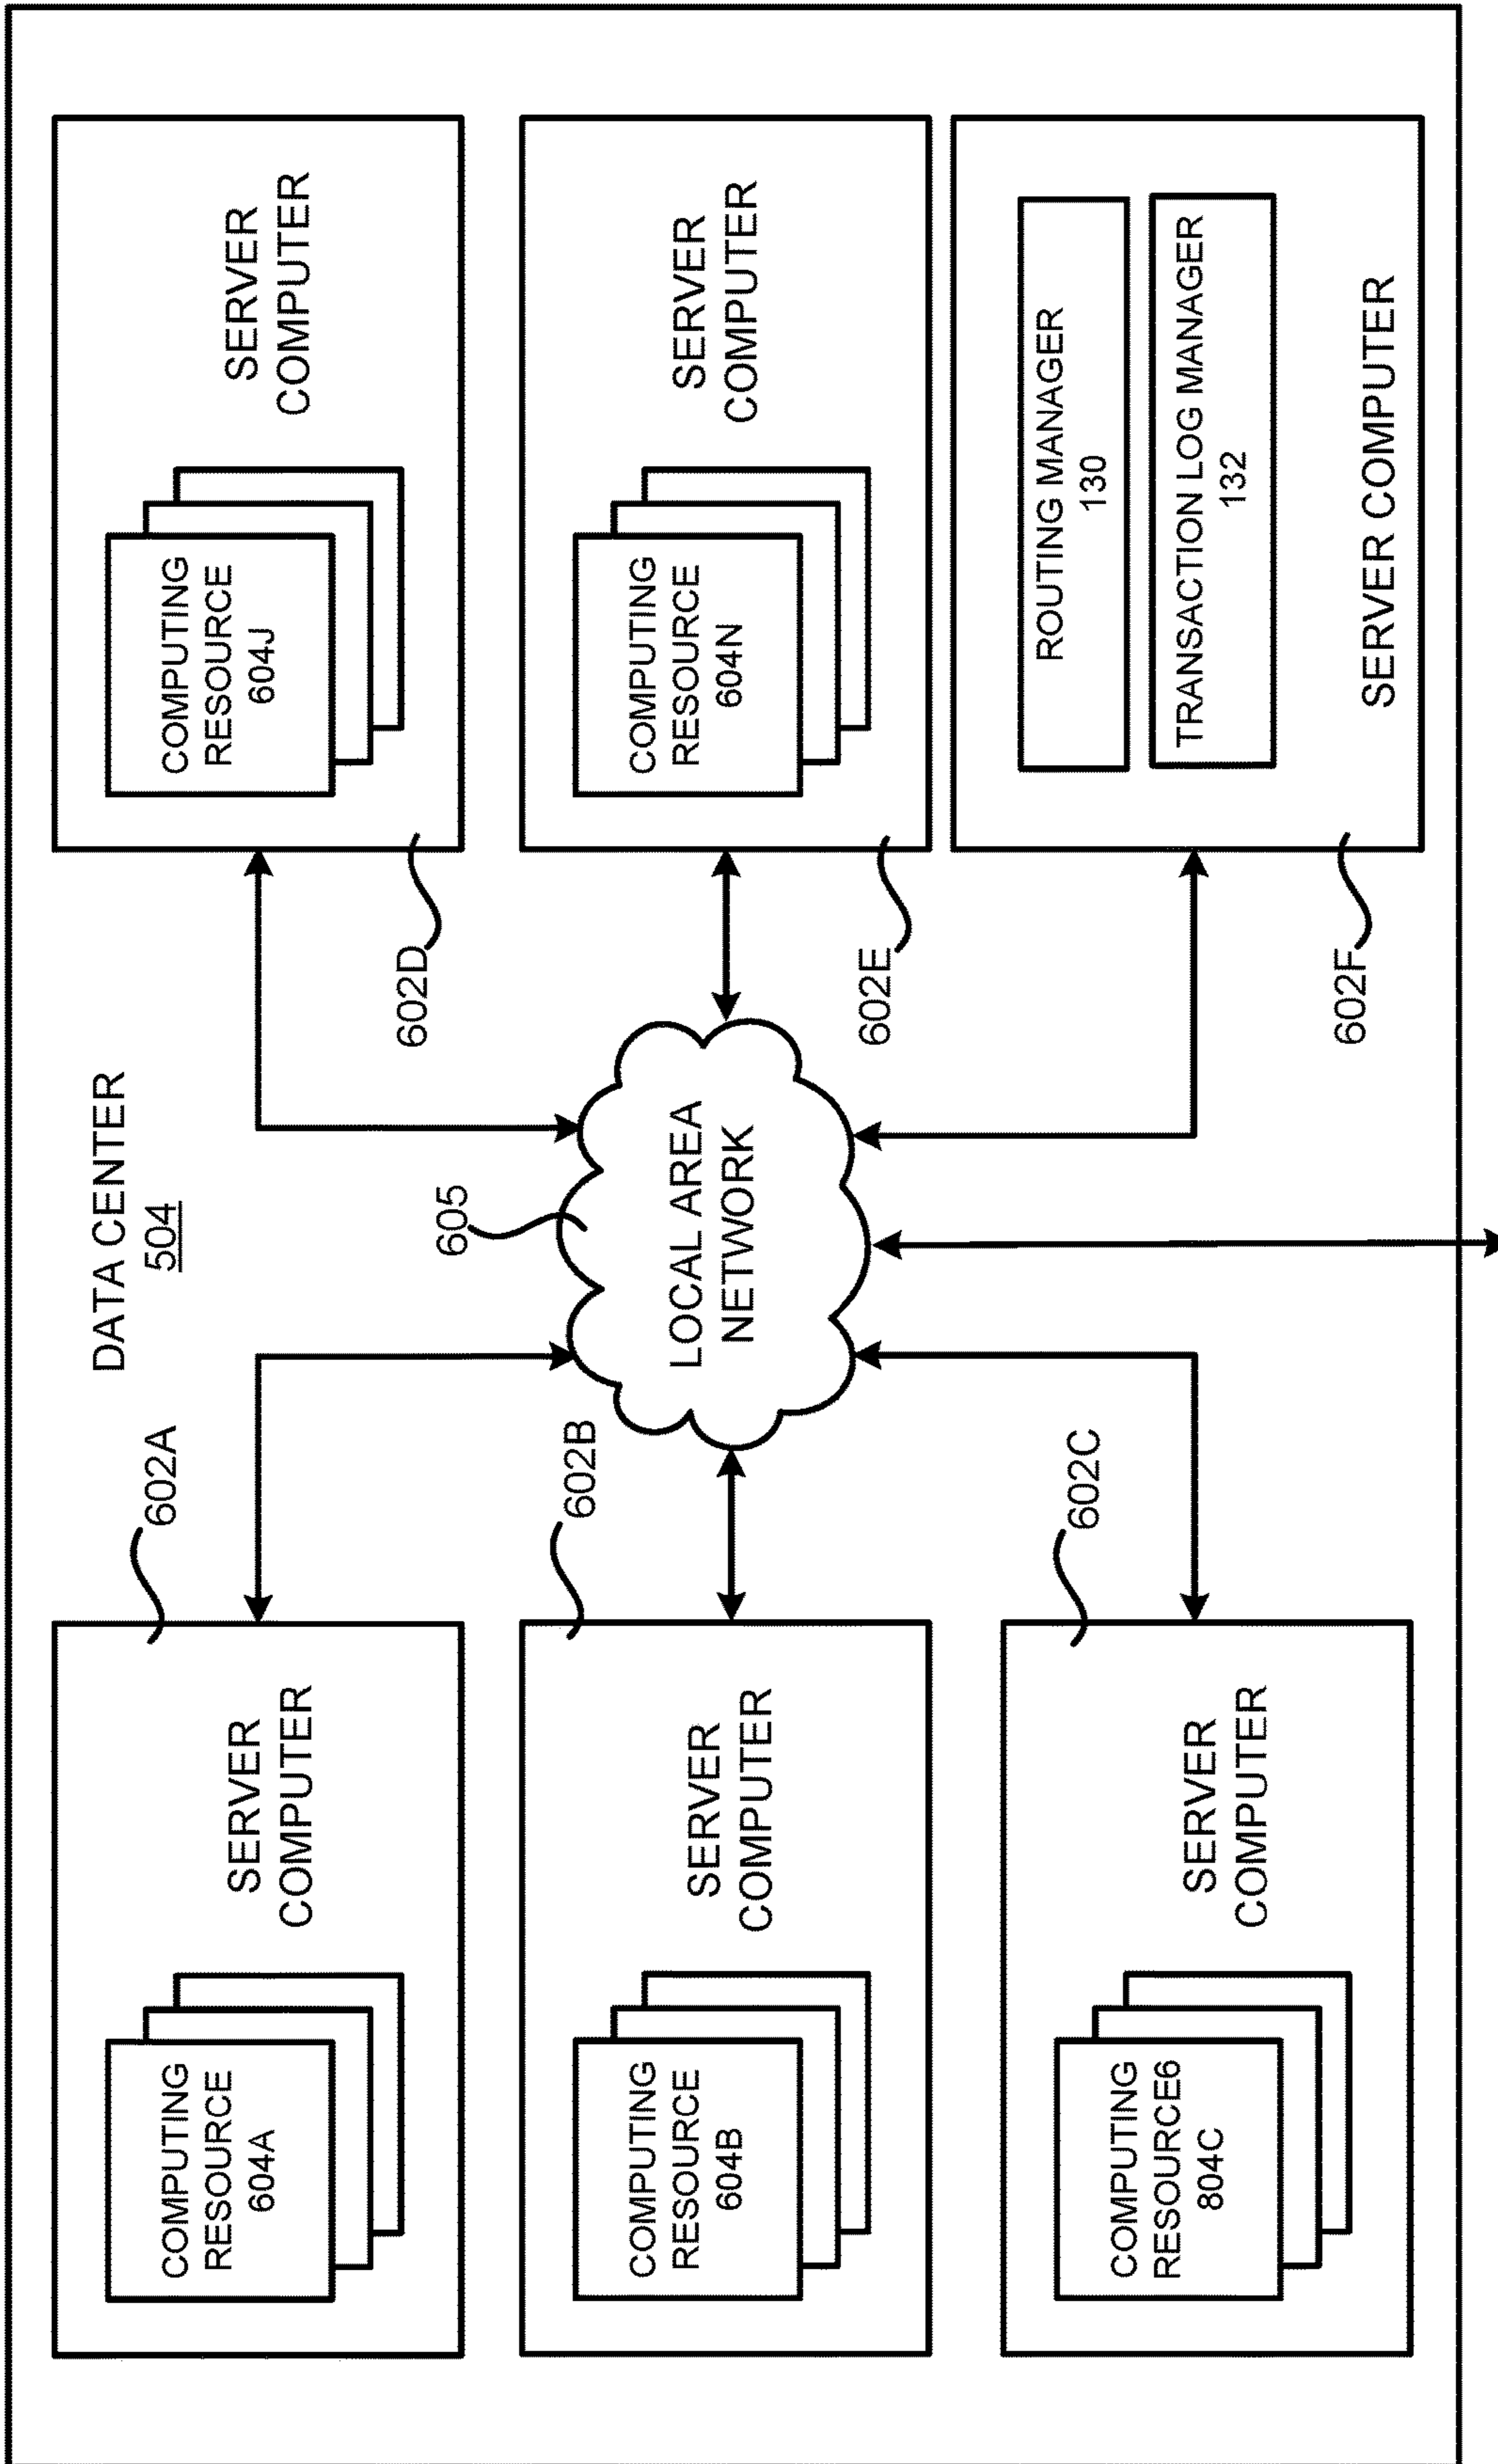 DATA CENTER
504
602A
SERVER
COMPUTER
COMPUTING
RESOURCE
604A
602B
SERVER
COMPUTER
COMPUTING
RESOURCE
604B
602C
SERVER
COMPUTER
COMPUTING
RESOURCE6
804C
605
LOCAL AREA
NETWORK
602D
SERVER
COMPUTER
COMPUTING
RESOURCE
604J
602E
SERVER
COMPUTER
COMPUTING
RESOURCE
604N
602F
ROUTING MANAGER
130
TRANSACTION LOG MANAGER
132
SERVER COMPUTER